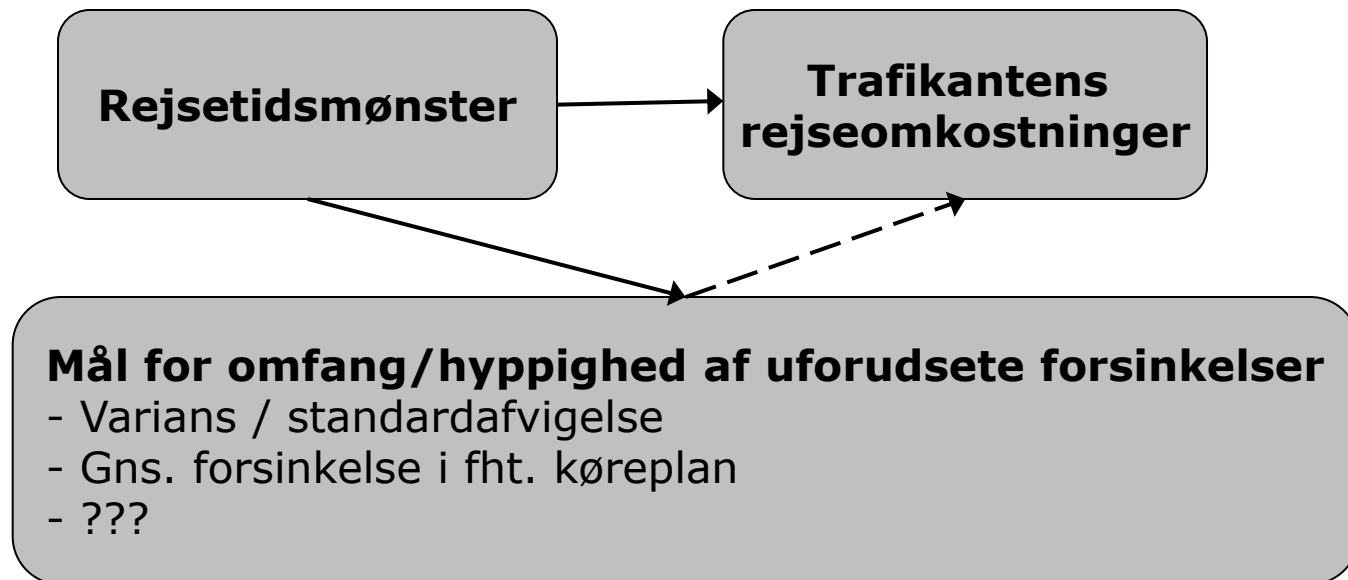 Rejsetidsmønster
Trafikantens
rejseomkostninger
Mål for omfang/hyppighed af uforudsete forsinkelser
- Varians / standardafvigelse
- Gns. forsinkelse i fht. køreplan
- ???